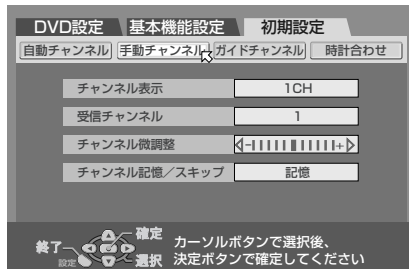 DVD設定 基本機能設定 初期設定
自動チャンネル 手動チャンネル ガイドチャンネル 時計合わせ
チャンネル表示 1CH
受信チャンネル 1
チャンネル微調整 - +
チャンネル記憶／スキップ 記憶
確定
終了
設定 選択
カーソルボタンで選択後、
決定ボタンで確定してください